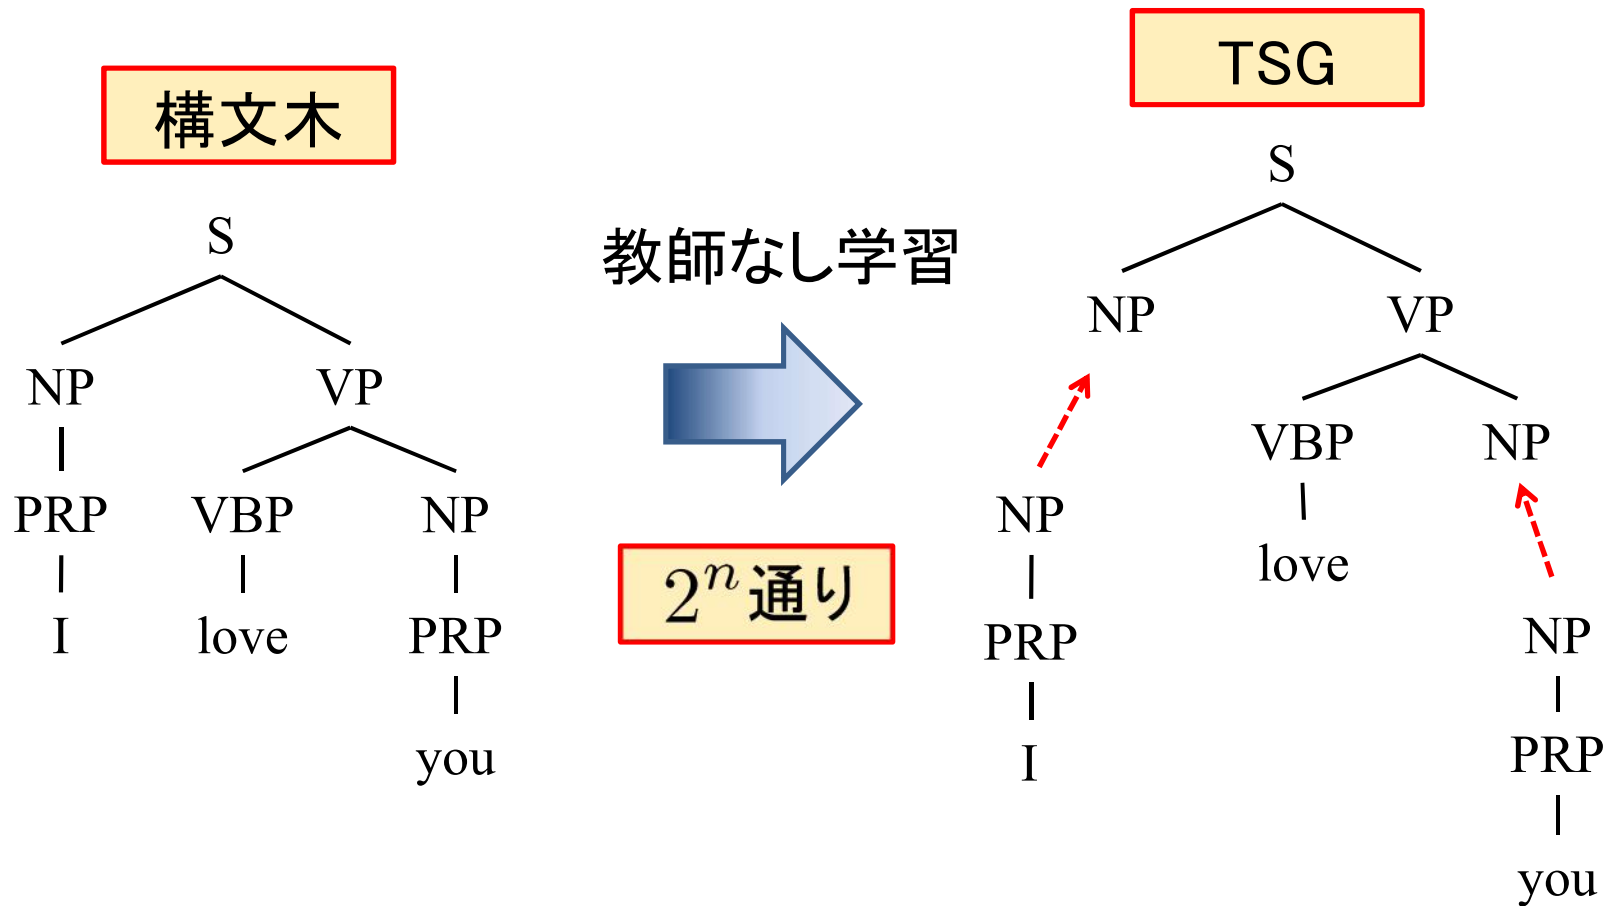 構文木
S
NP VP
PRP VBP NP
I love PRP
you
教師なし学習
2^n通り
TSG
S
NP VP
VBP NP
NP love
PRP NP
I PRP
you